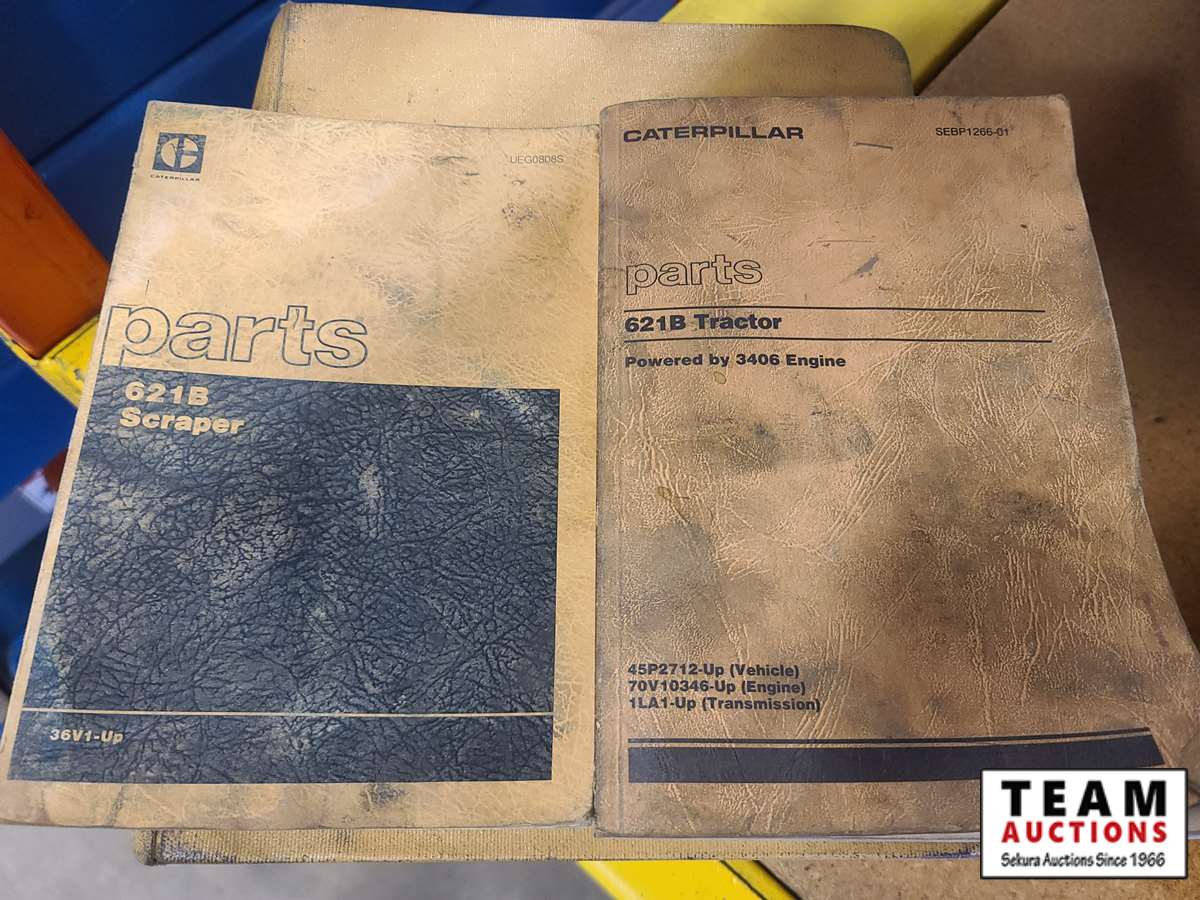 CATERPILLAR
UEG0808S
parts
621B
Scraper
36V1-Up
CATERPILLAR
SEBP1266-01
parts
621B Tractor
Powered by 3406 Engine
45P2712-Up (Vehicle)
70V10346-Up (Engine)
1LA1-Up (Transmission)
TEAM
AUCTIONS
Sekura Auctions Since 1966